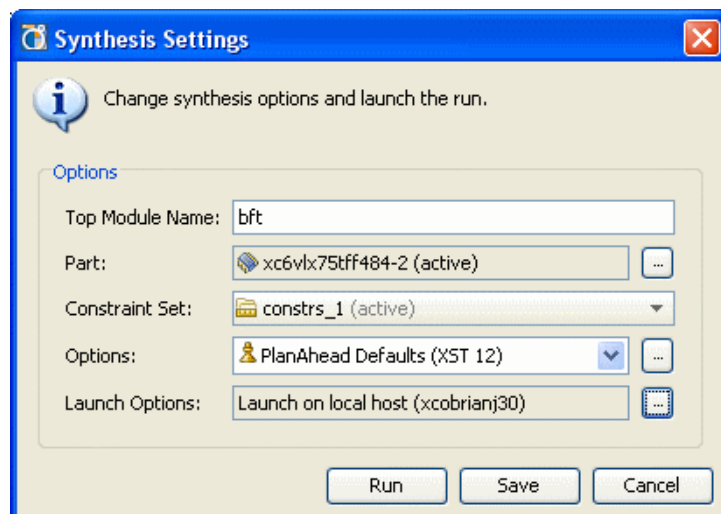 Synthesis Settings
Change synthesis options and launch the run.
Options
Top Module Name: bft
Part: xc6vlx75tff484-2 (active) ...
Constraint Set: constrs_1 (active)
Options: PlanAhead Defaults (XST 12) ...
Launch Options: Launch on local host (xcobrianj30) ...
Run Save Cancel